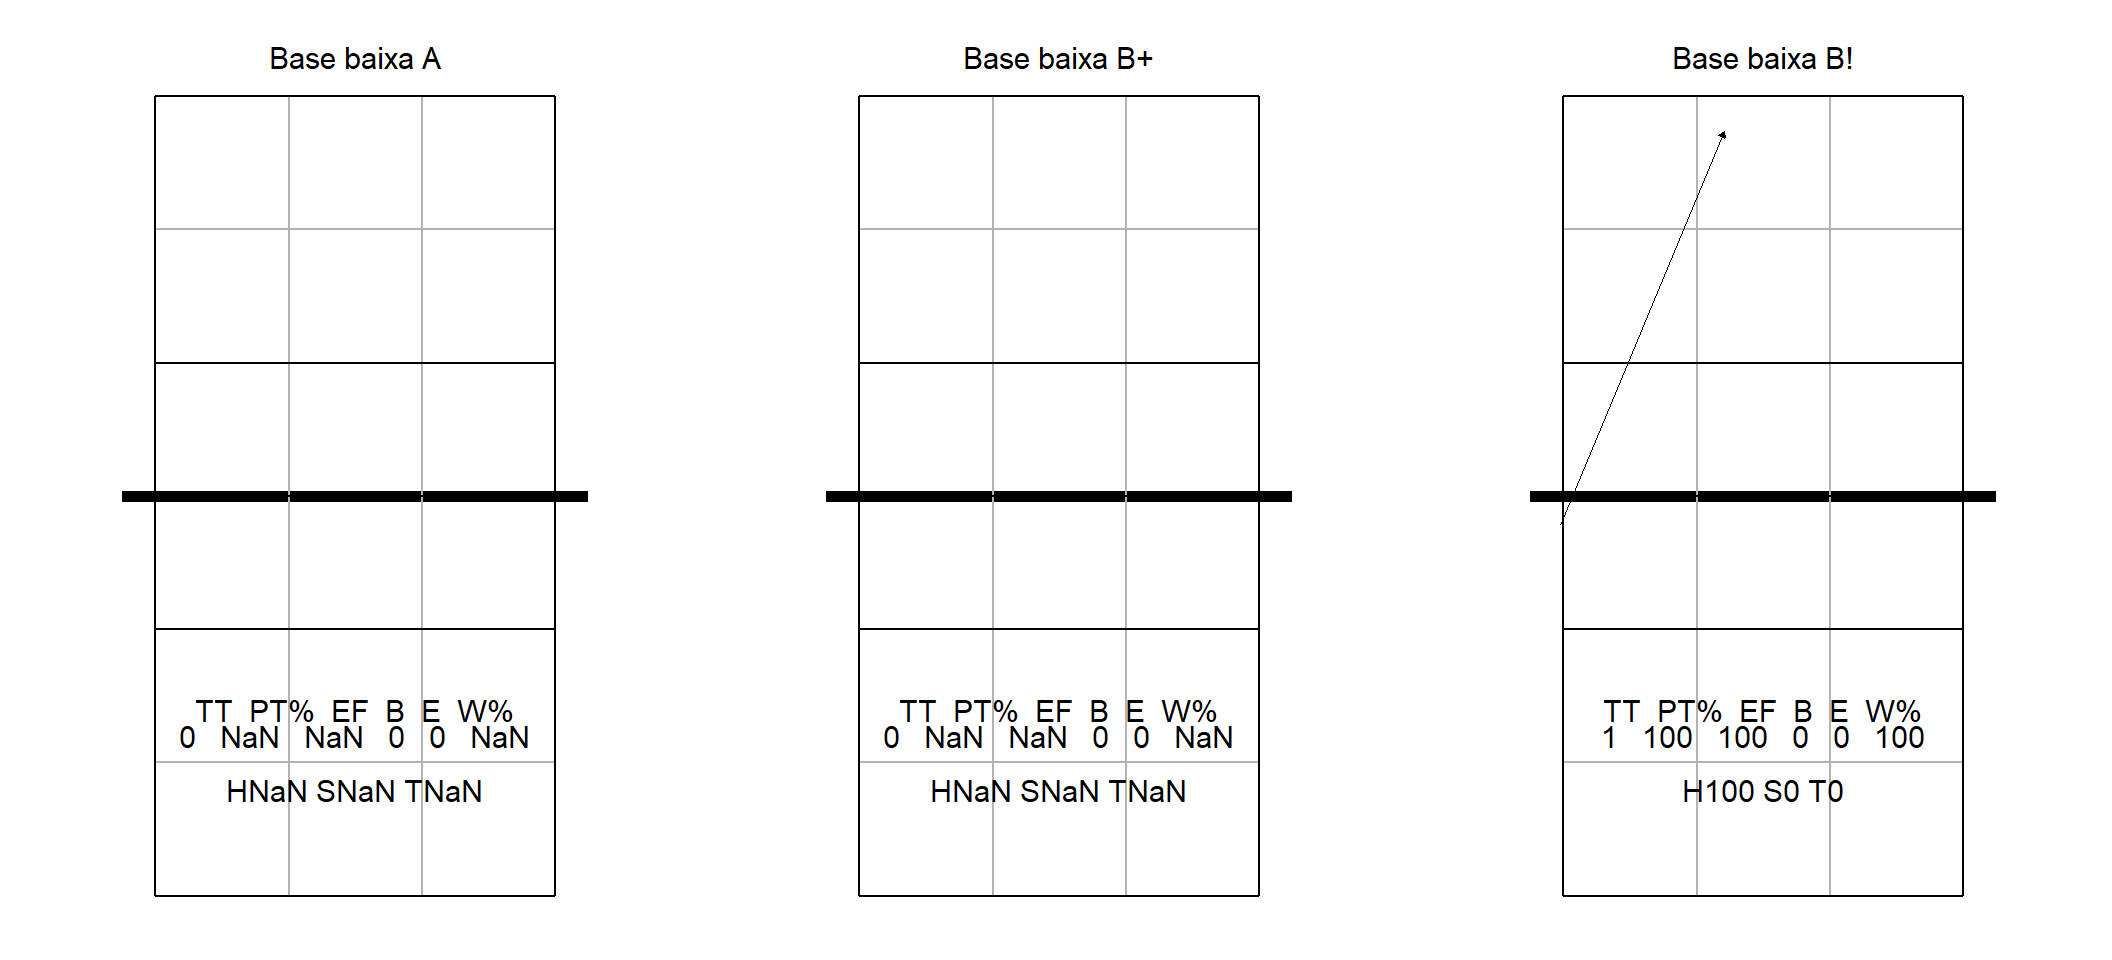 Base baixa A
TT PT% EF B E W%
0 NaN NaN 0 0 NaN
HNaN SNaN TNaN
Base baixa B+
TT PT% EF B E W%
0 NaN NaN 0 0 NaN
HNaN SNaN TNaN
Base baixa B!
TT PT% EF B E W%
1 100 100 0 0 100
H100 S0 T0